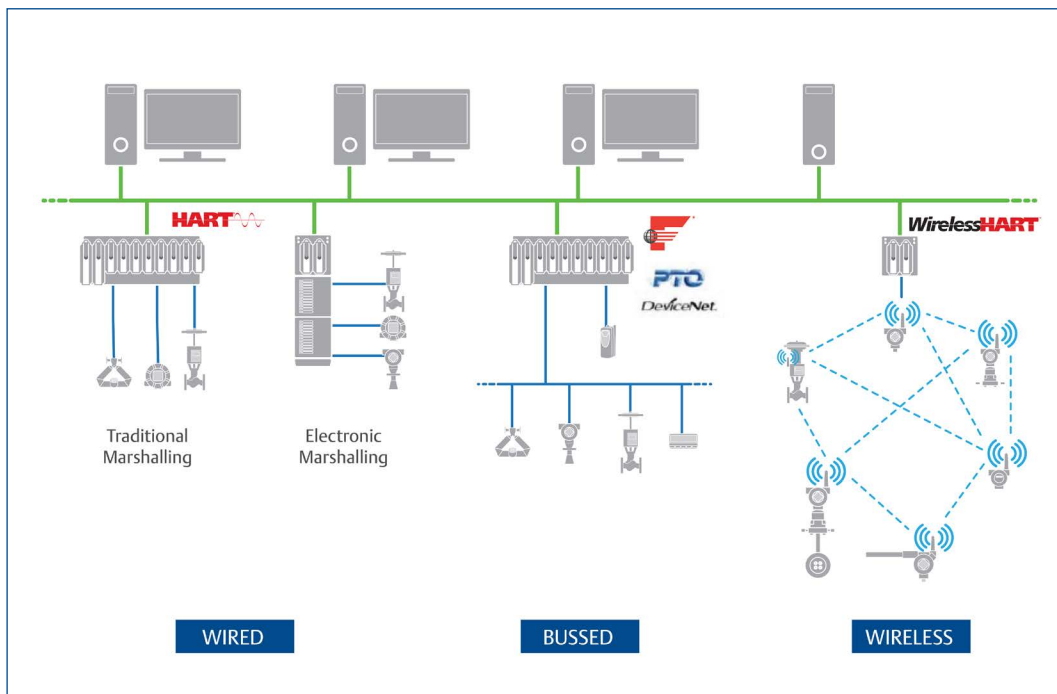 HART
WirelessHART
F
PTO
DeviceNet.
Traditional
Marshalling
Electronic
Marshalling
WIRED
BUSSED
WIRELESS